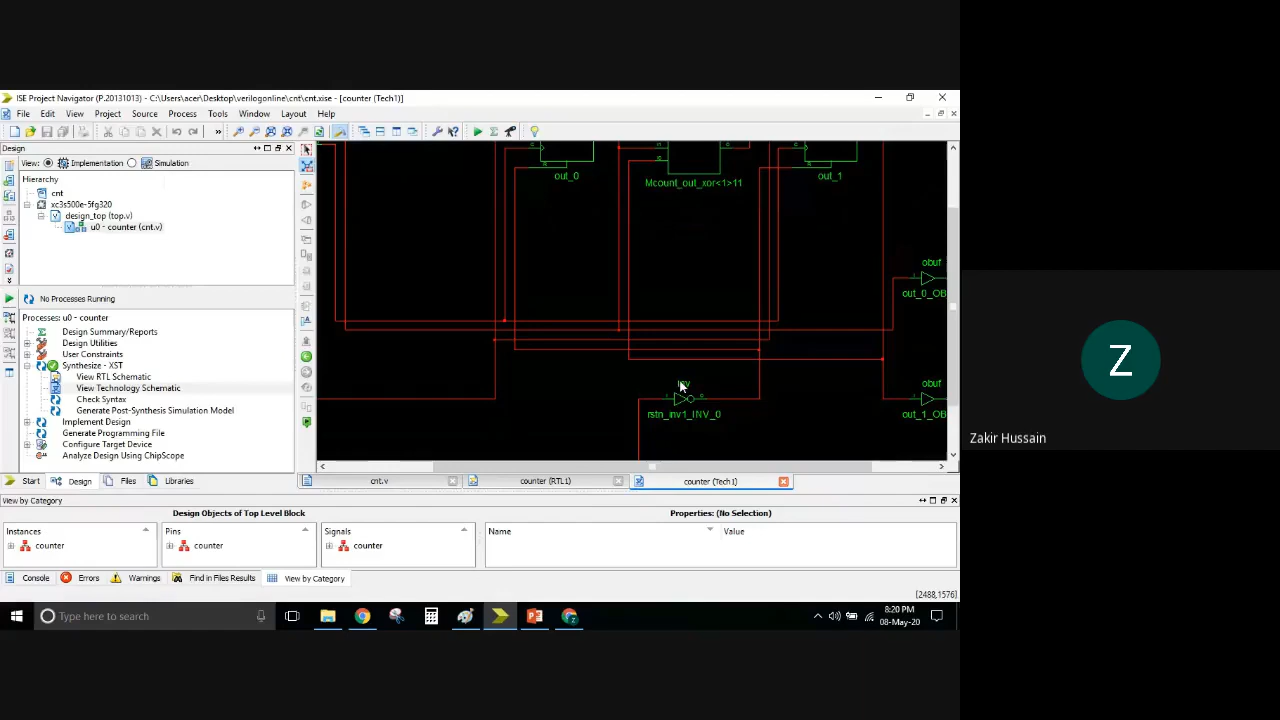 ISE Project Navigator (P.20131013) - C:\Users\acer\Desktop\verilogonline\cnt\cnt.xise - [counter (Tech1)]
File Edit View Project Source Process Tools Window Layout Help
Design
View: Implementation Simulation
Hierarchy
cnt
xc3s500e-5fg320
design_top (top.v)
u0 - counter (cnt.v)
No Processes Running
Processes: u0 - counter
Design Summary/Reports
Design Utilities
User Constraints
Synthesize - XST
View RTL Schematic
View Technology Schematic
Check Syntax
Generate Post-Synthesis Simulation Model
Implement Design
Generate Programming File
Configure Target Device
Analyze Design Using ChipScope
Start Design Files Libraries
out_0
Mcount_out_xor<1>11
out_1
obuf
out_0_OB
inv
rstn_inv1_INV_0
obuf
out_1_OB
cnt.v counter (RTL1) counter (Tech1)
View by Category
Design Objects of Top Level Block
Properties: (No Selection)
Instances Pins Signals Name Value
counter counter counter
Console Errors Warnings Find in Files Results View by Category
[2488,1576]
Type here to search
8:20 PM
08-May-20
Z
Zakir Hussain